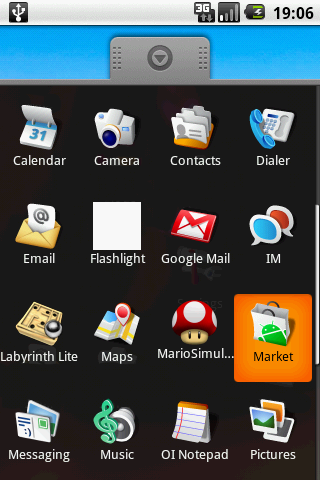 3G
19:06
31
Calendar
Camera
Contacts
Dialer
@
Email
Flashlight
Google Mail
IM
Labyrinth Lite
Maps
MarioSimul...
Market
Messaging
Music
OI Notepad
Pictures